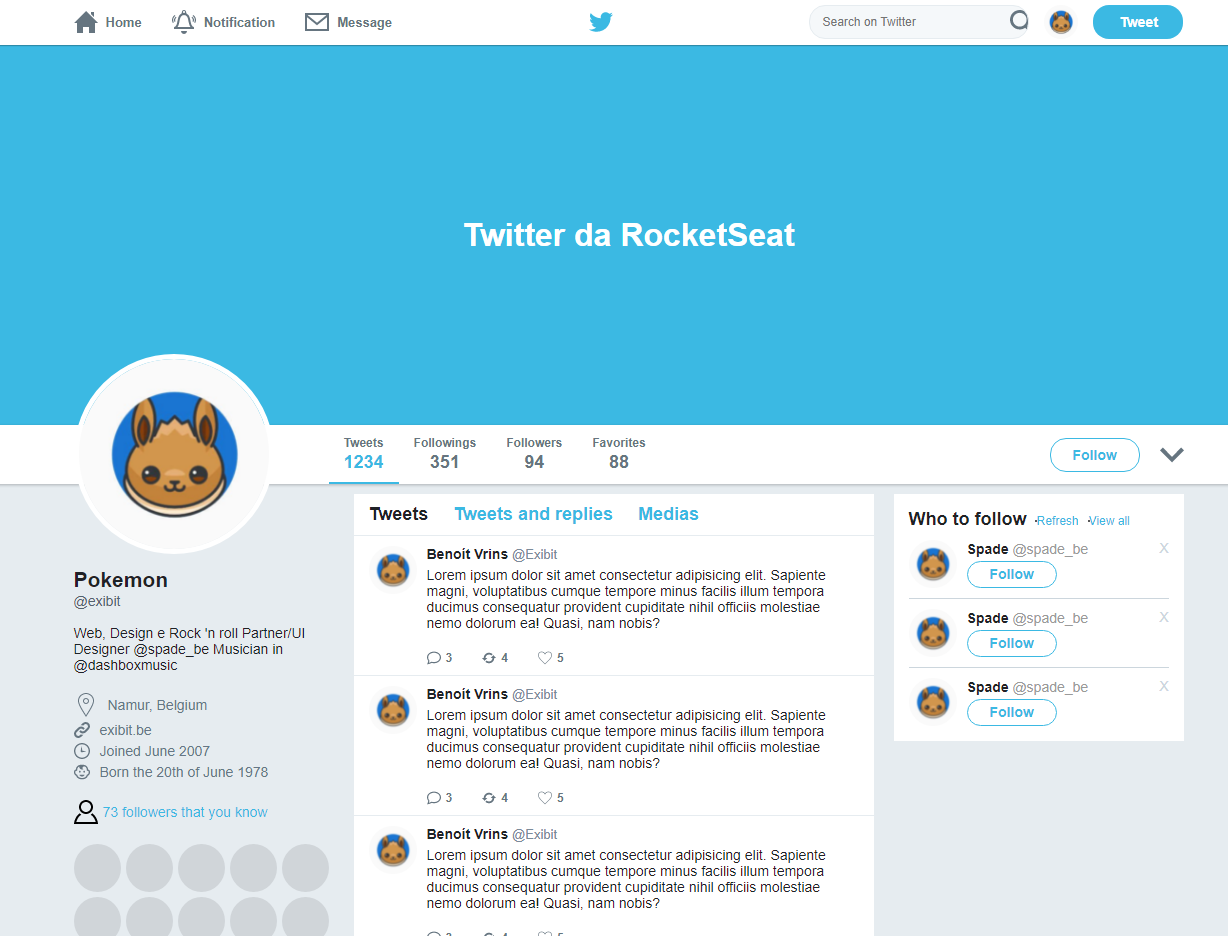 Home Notification Message Search on Twitter Tweet
Twitter da RocketSeat
Tweets Followings Followers Favorites
1234 351 94 88
Follow
Pokemon
@exibit
Web, Design e Rock 'n roll Partner/UI
Designer @spade_be Musician in
@dashboxmusic
Namur, Belgium
exibit.be
Joined June 2007
Born the 20th of June 1978
73 followers that you know
Tweets Tweets and replies Medias
Benoít Vrins @Exibit
Lorem ipsum dolor sit amet consectetur adipisicing elit. Sapiente
magni, voluptatibus cumque tempore minus facilis illum tempora
ducimus consequatur provident cupiditate nihil officiis molestiae
nemo dolorum ea! Quasi, nam nobis?
3 4 5
Benoít Vrins @Exibit
Lorem ipsum dolor sit amet consectetur adipisicing elit. Sapiente
magni, voluptatibus cumque tempore minus facilis illum tempora
ducimus consequatur provident cupiditate nihil officiis molestiae
nemo dolorum ea! Quasi, nam nobis?
3 4 5
Benoít Vrins @Exibit
Lorem ipsum dolor sit amet consectetur adipisicing elit. Sapiente
magni, voluptatibus cumque tempore minus facilis illum tempora
ducimus consequatur provident cupiditate nihil officiis molestiae
nemo dolorum ea! Quasi, nam nobis?
3 4 5
Who to follow ·Refresh ·View all
Spade @spade_be X
Follow
Spade @spade_be X
Follow
Spade @spade_be X
Follow